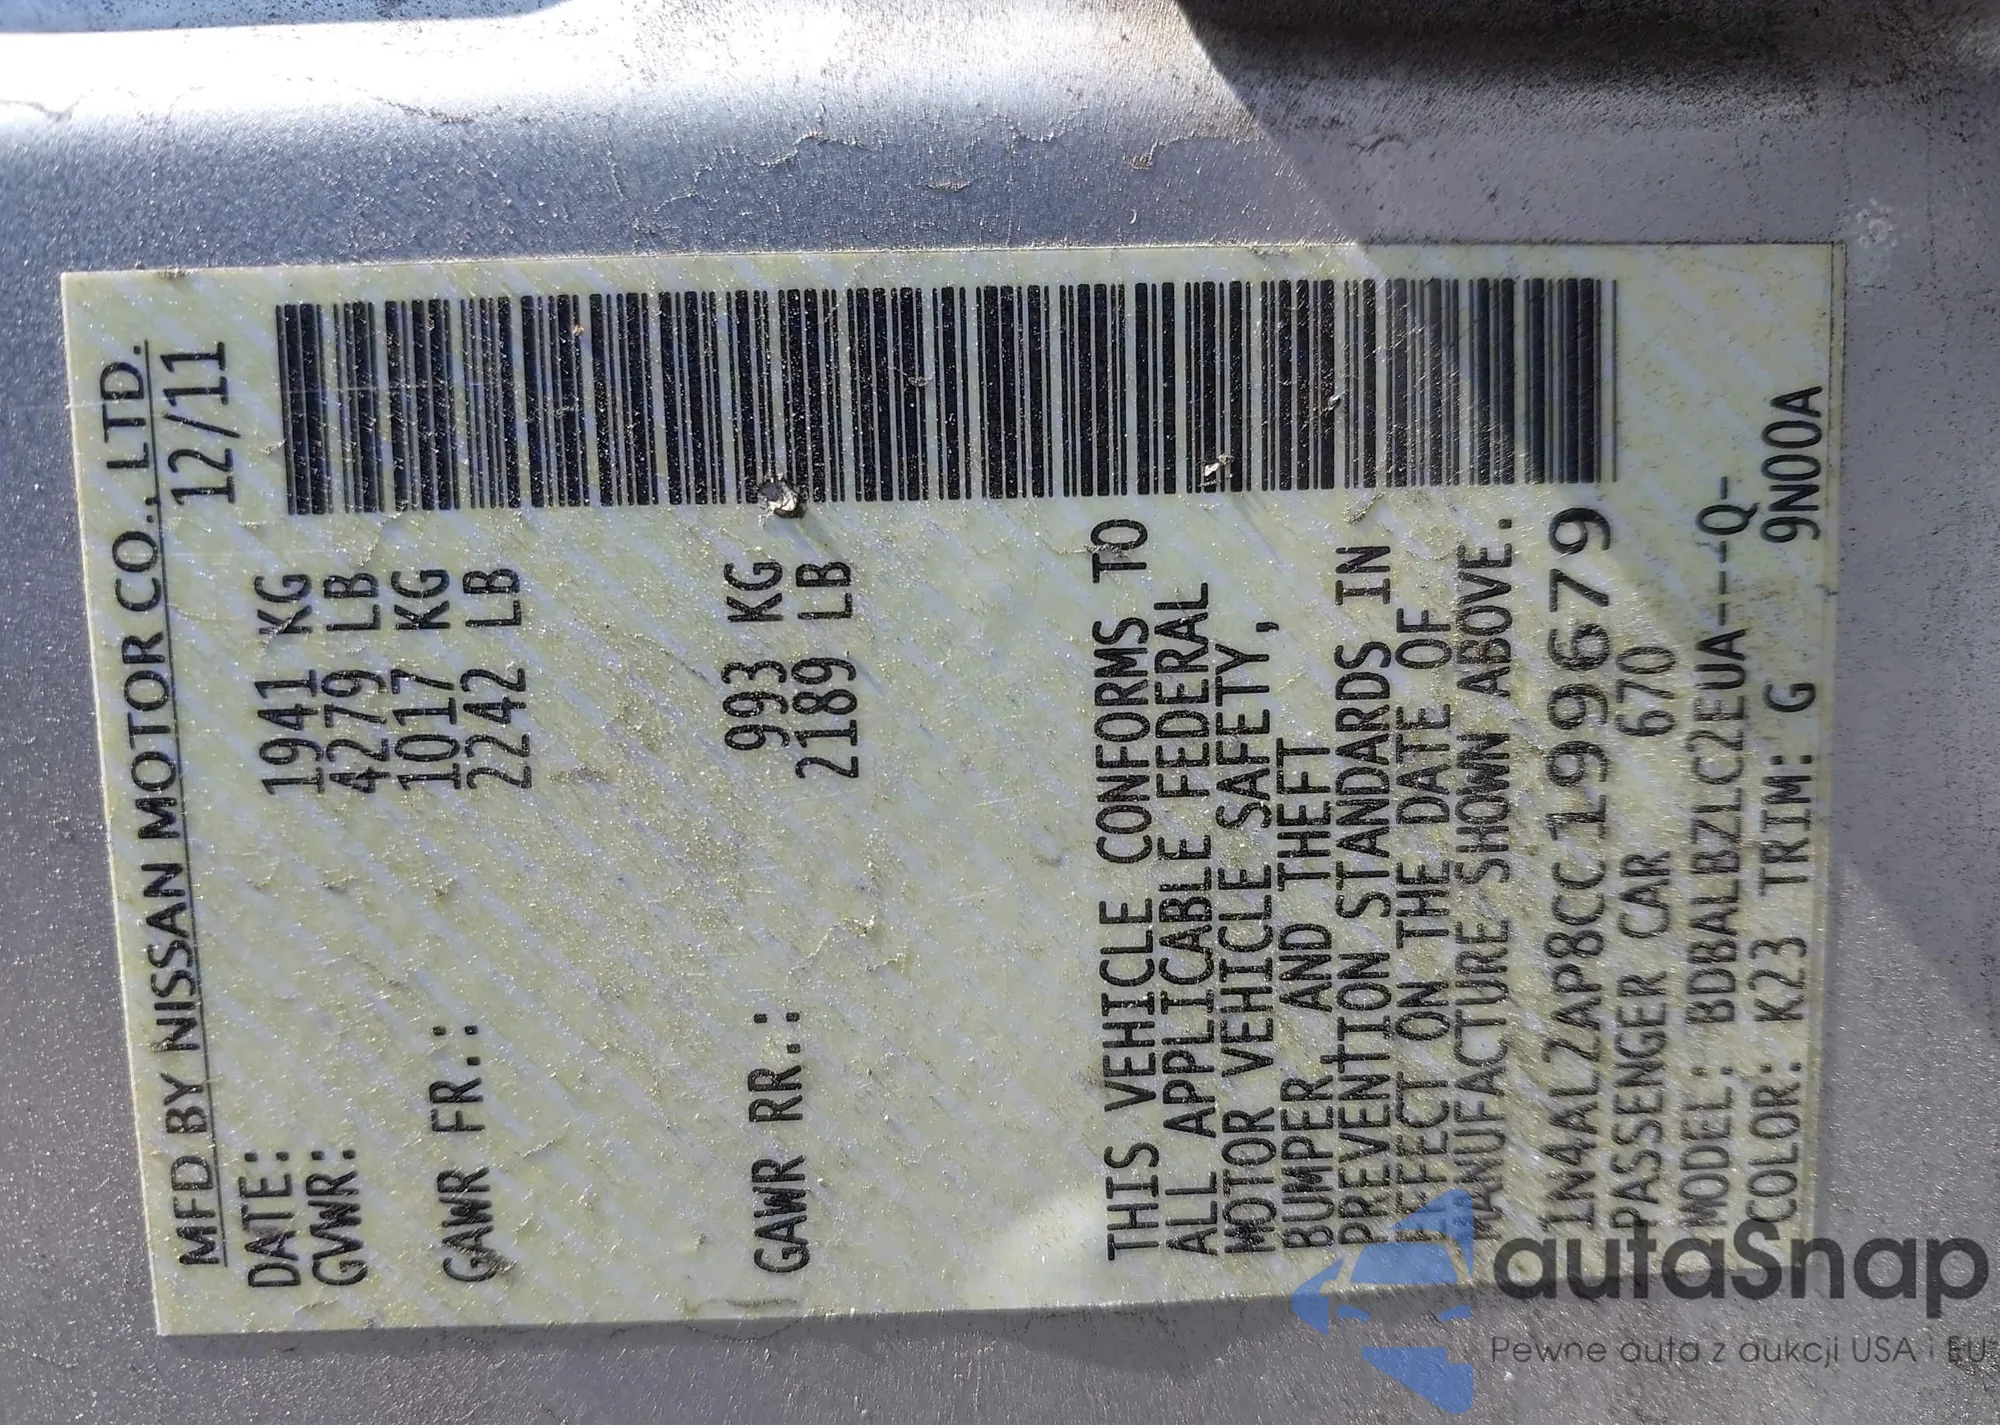 MFD BY NISSAN MOTOR CO., LTD.
DATE: 12/11
GVWR: 1941 KG
4279 LB
GAWR FR.: 1017 KG
2242 LB
GAWR RR.: 993 KG
2189 LB
THIS VEHICLE CONFORMS TO
ALL APPLICABLE FEDERAL
MOTOR VEHICLE SAFETY,
BUMPER AND THEFT
PREVENTION STANDARDS IN
EFFECT ON THE DATE OF
MANUFACTURE SHOWN ABOVE.
1N4AL2AP8CC199679
PASSENGER CAR 670
MODEL: BDBALBZLC2EUA---Q-
COLOR: K23 TRIM: G 9N00A
autaSnap
Pewne auta z aukcji USA i EU